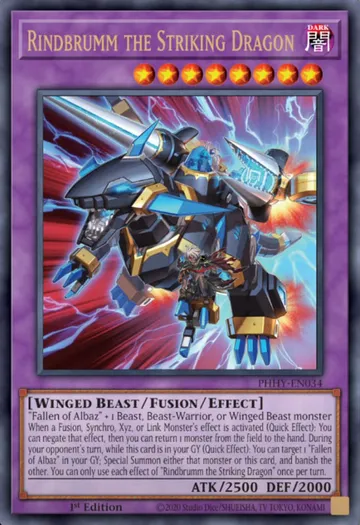 RINDBRUMM THE STRIKING DRAGON
DARK
闇
PHHY-EN034
[WINGED BEAST/FUSION/EFFECT]
"Fallen of Albaz" + 1 Beast, Beast-Warrior, or Winged Beast monster
When a Fusion, Synchro, Xyz, or Link Monster's effect is activated (Quick Effect): You
can negate that effect, then you can return 1 monster from the field to the hand. During
your opponent's turn, while this card is in your GY (Quick Effect): You can target 1 "Fallen
of Albaz" in your GY; Special Summon either that monster or this card, and banish the
other. You can only use each effect of "Rindbrumm the Striking Dragon" once per turn.
ATK/2500 DEF/2000
1st Edition
©2020 Studio Dice/SHUEISHA, TV TOKYO, KONAMI